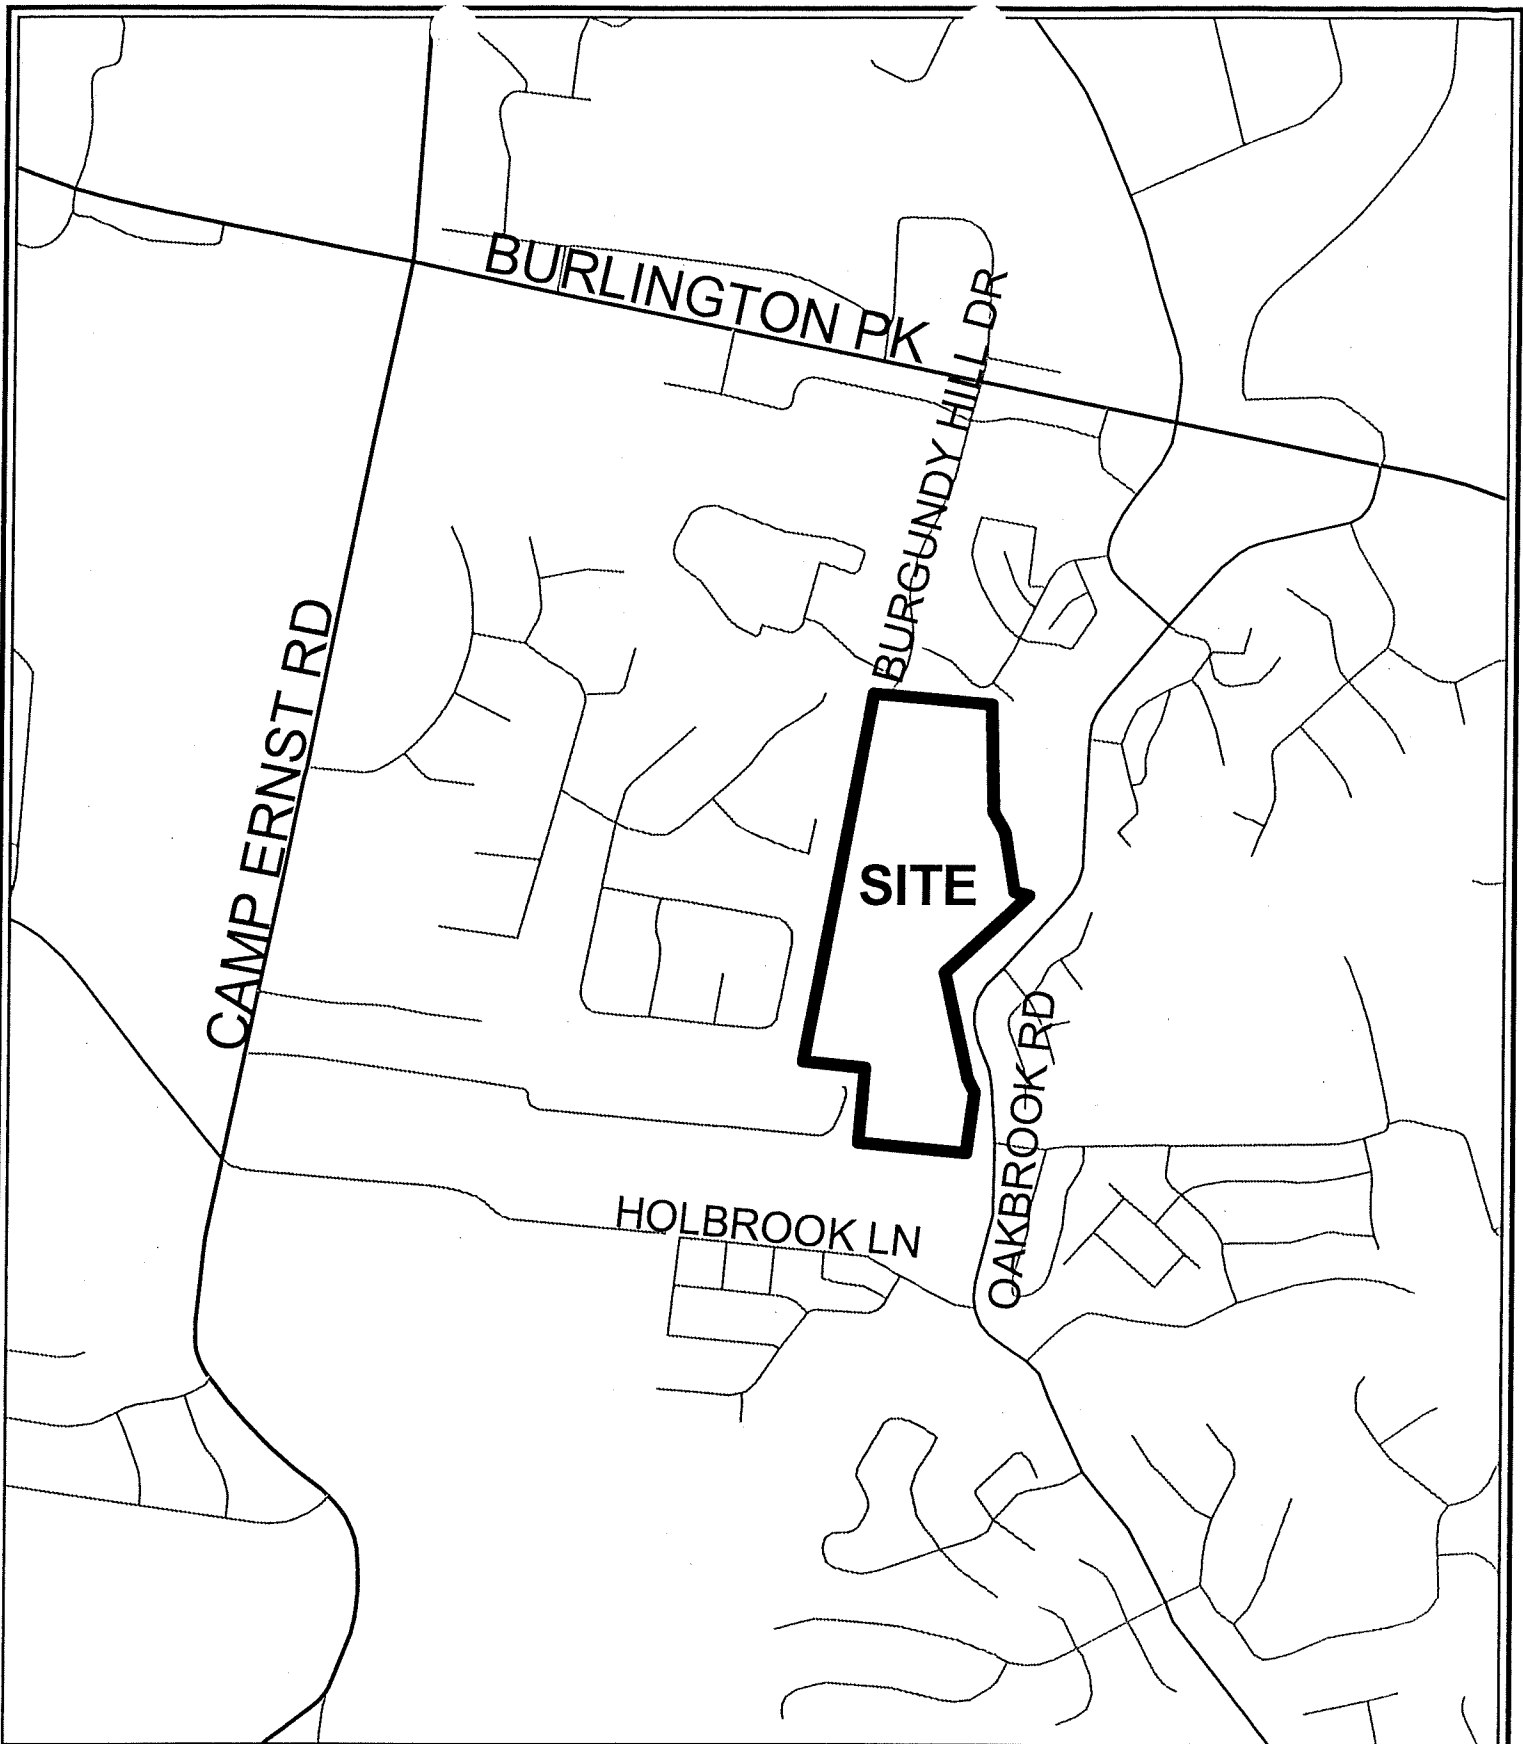 BURLINGTON PK
BURGUNDY HILL DR
CAMP ERNST RD
SITE
OAKBROOK RD
HOLBROOK LN